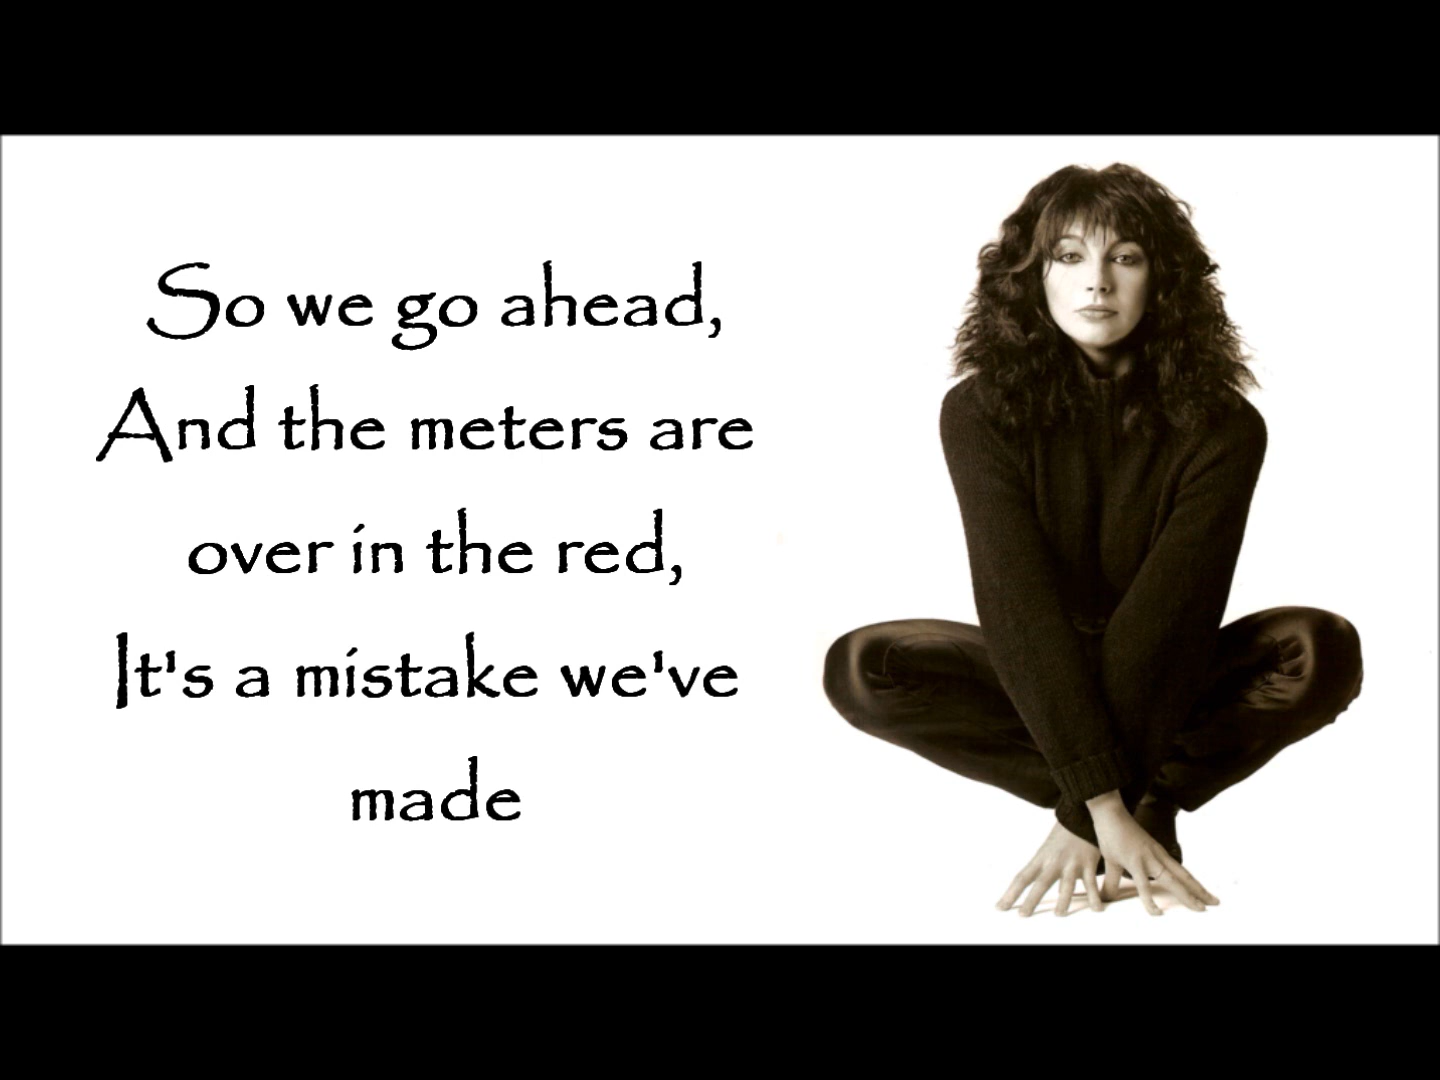 So we go ahead,
And the meters are
over in the red,
It's a mistake we've
made